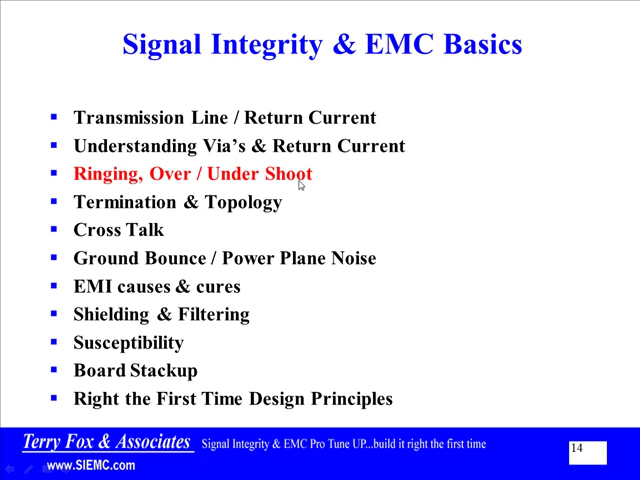 Signal Integrity & EMC Basics
Transmission Line / Return Current
Understanding Via's & Return Current
Ringing, Over / Under Shoot
Termination & Topology
Cross Talk
Ground Bounce / Power Plane Noise
EMI causes & cures
Shielding & Filtering
Susceptibility
Board Stackup
Right the First Time Design Principles
Terry Fox & Associates Signal Integrity & EMC Pro Tune UP...build it right the first time
14
www.SIEMC.com